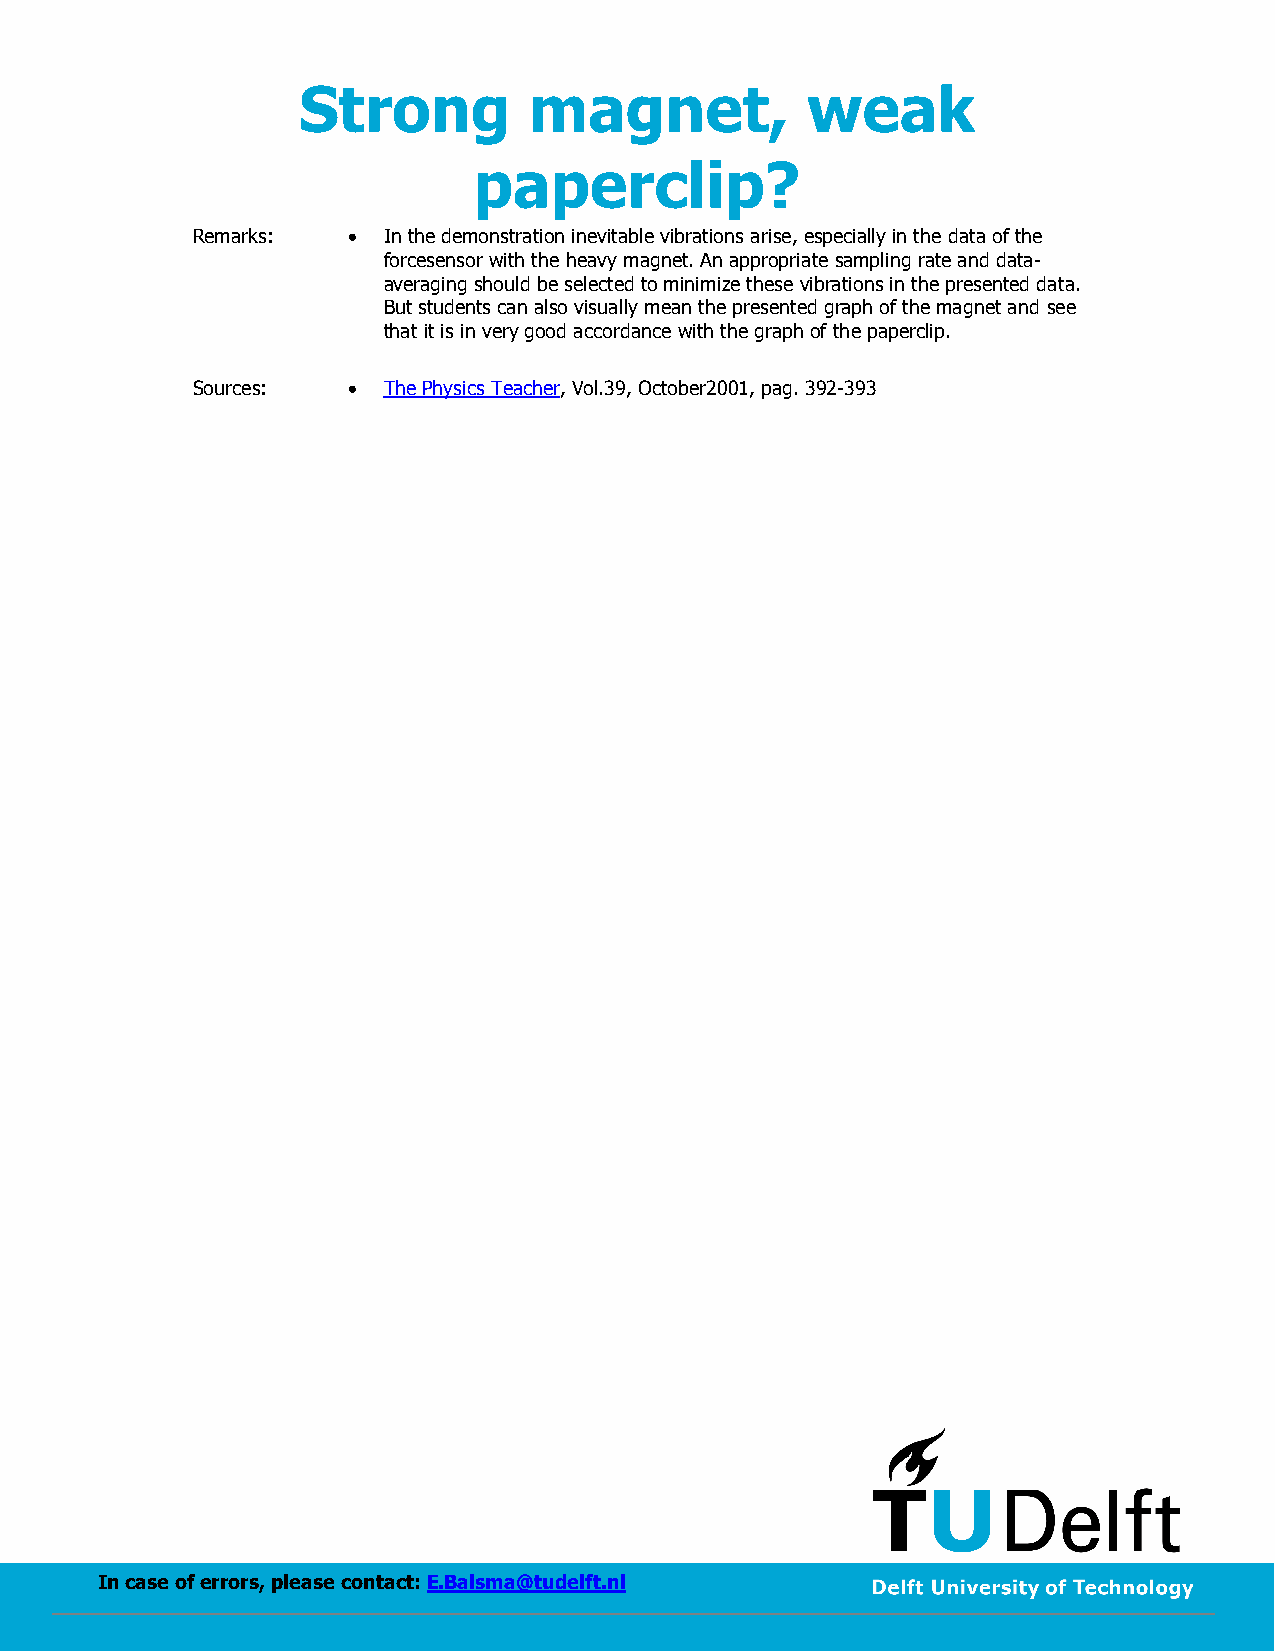 Strong magnet, weak
paperclip?
Remarks: • In the demonstration inevitable vibrations arise, especially in the data of the
forcesensor with the heavy magnet. An appropriate sampling rate and data-
averaging should be selected to minimize these vibrations in the presented data.
But students can also visually mean the presented graph of the magnet and see
that it is in very good accordance with the graph of the paperclip.
Sources: • The Physics Teacher, Vol.39, October2001, pag. 392-393
TUDelft
In case of errors, please contact: E.Balsma@tudelft.nl
Delft University of Technology